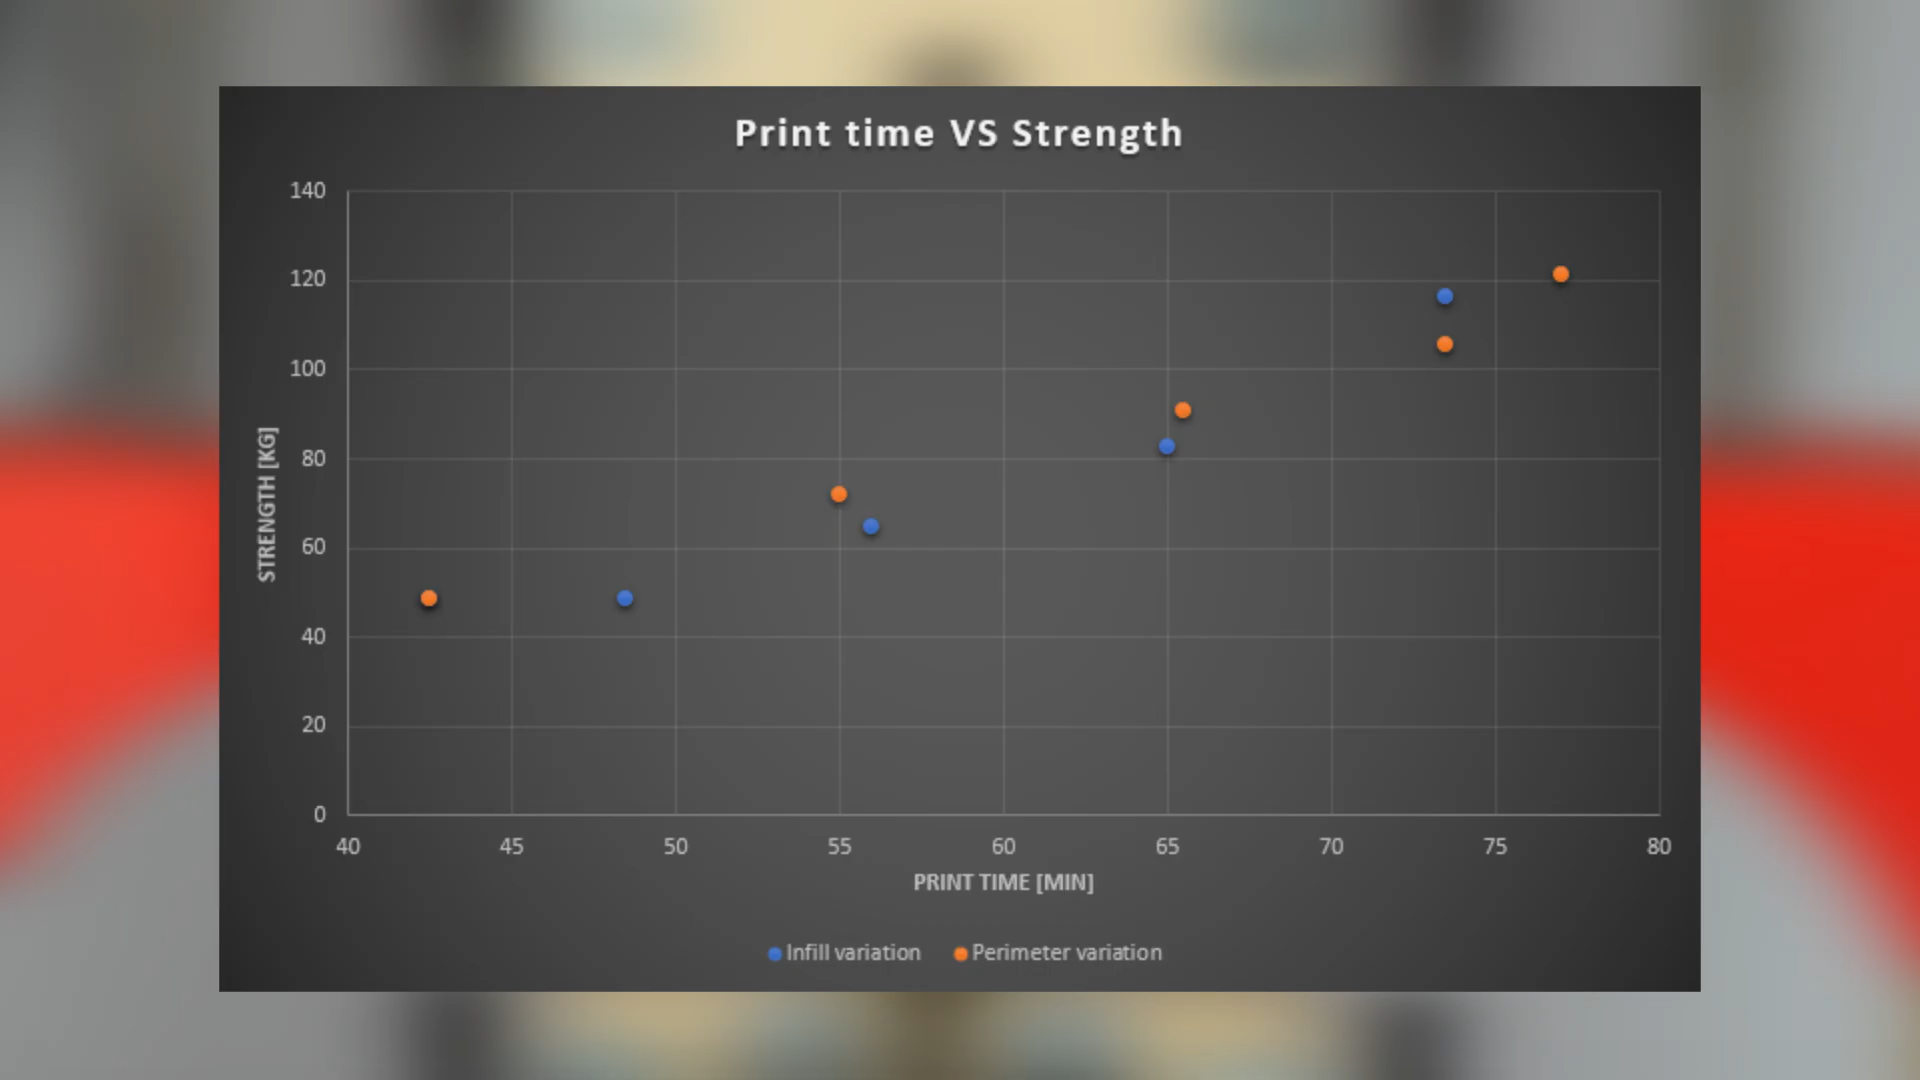 Print time VS Strength
140
120
100
80
60
40
20
0
STRENGTH [KG]
40 45 50 55 60 65 70 75 80
PRINT TIME [MIN]
Infill variation Perimeter variation